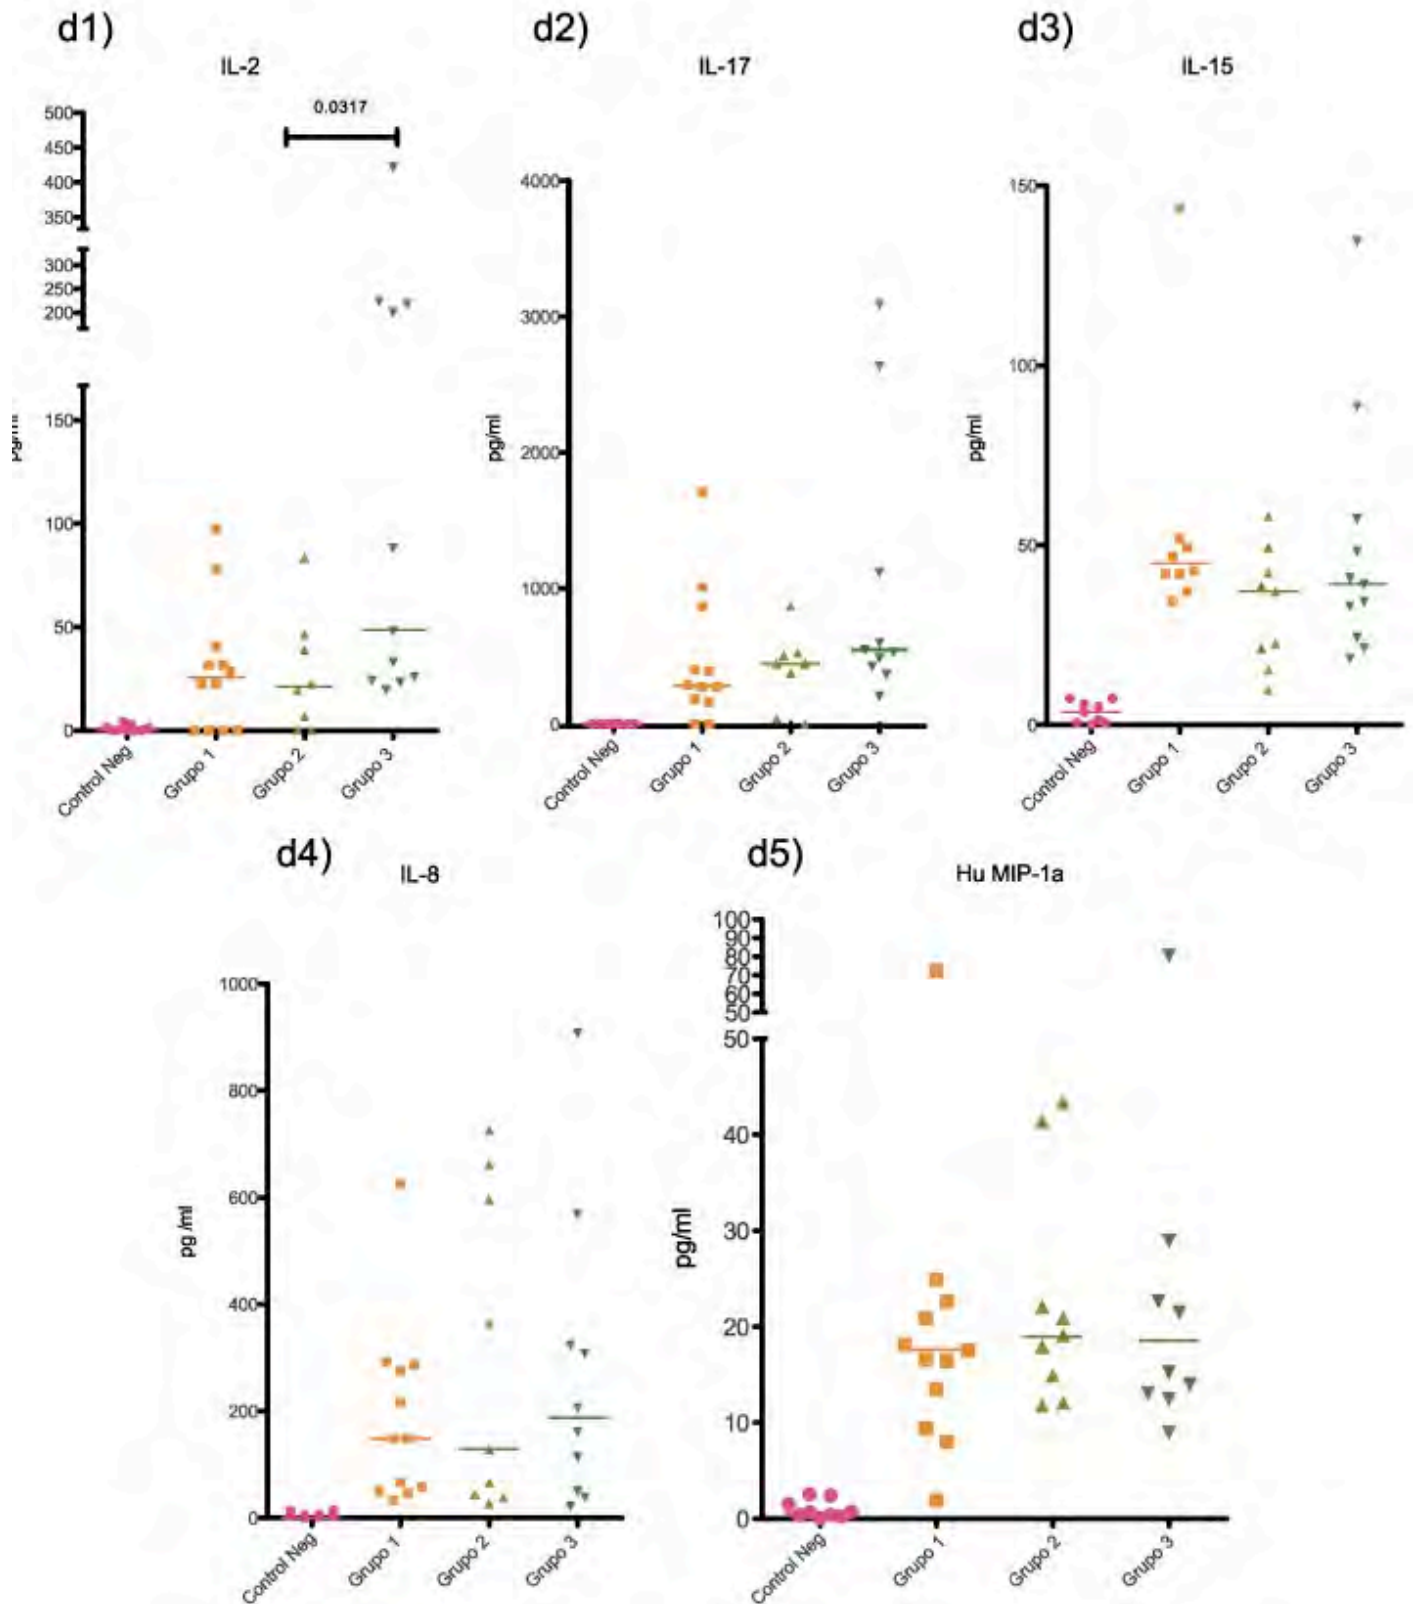 d1)
IL-2
0.0317
500
450
400
350
300
250
200
150
100
50
0
Control Neg
Grupo 1
Grupo 2
Grupo 3
d2)
IL-17
pg/ml
4000
3000
2000
1000
0
Control Neg
Grupo 1
Grupo 2
Grupo 3
d3)
IL-15
pg/ml
150
100
50
0
Control Neg
Grupo 1
Grupo 2
Grupo 3
d4)
IL-8
pg /ml
1000
800
600
400
200
0
Control Neg
Grupo 1
Grupo 2
Grupo 3
d5)
Hu MIP-1a
pg/ml
100
90
80
70
60
50
50
40
30
20
10
0
Control Neg
Grupo 1
Grupo 2
Grupo 3